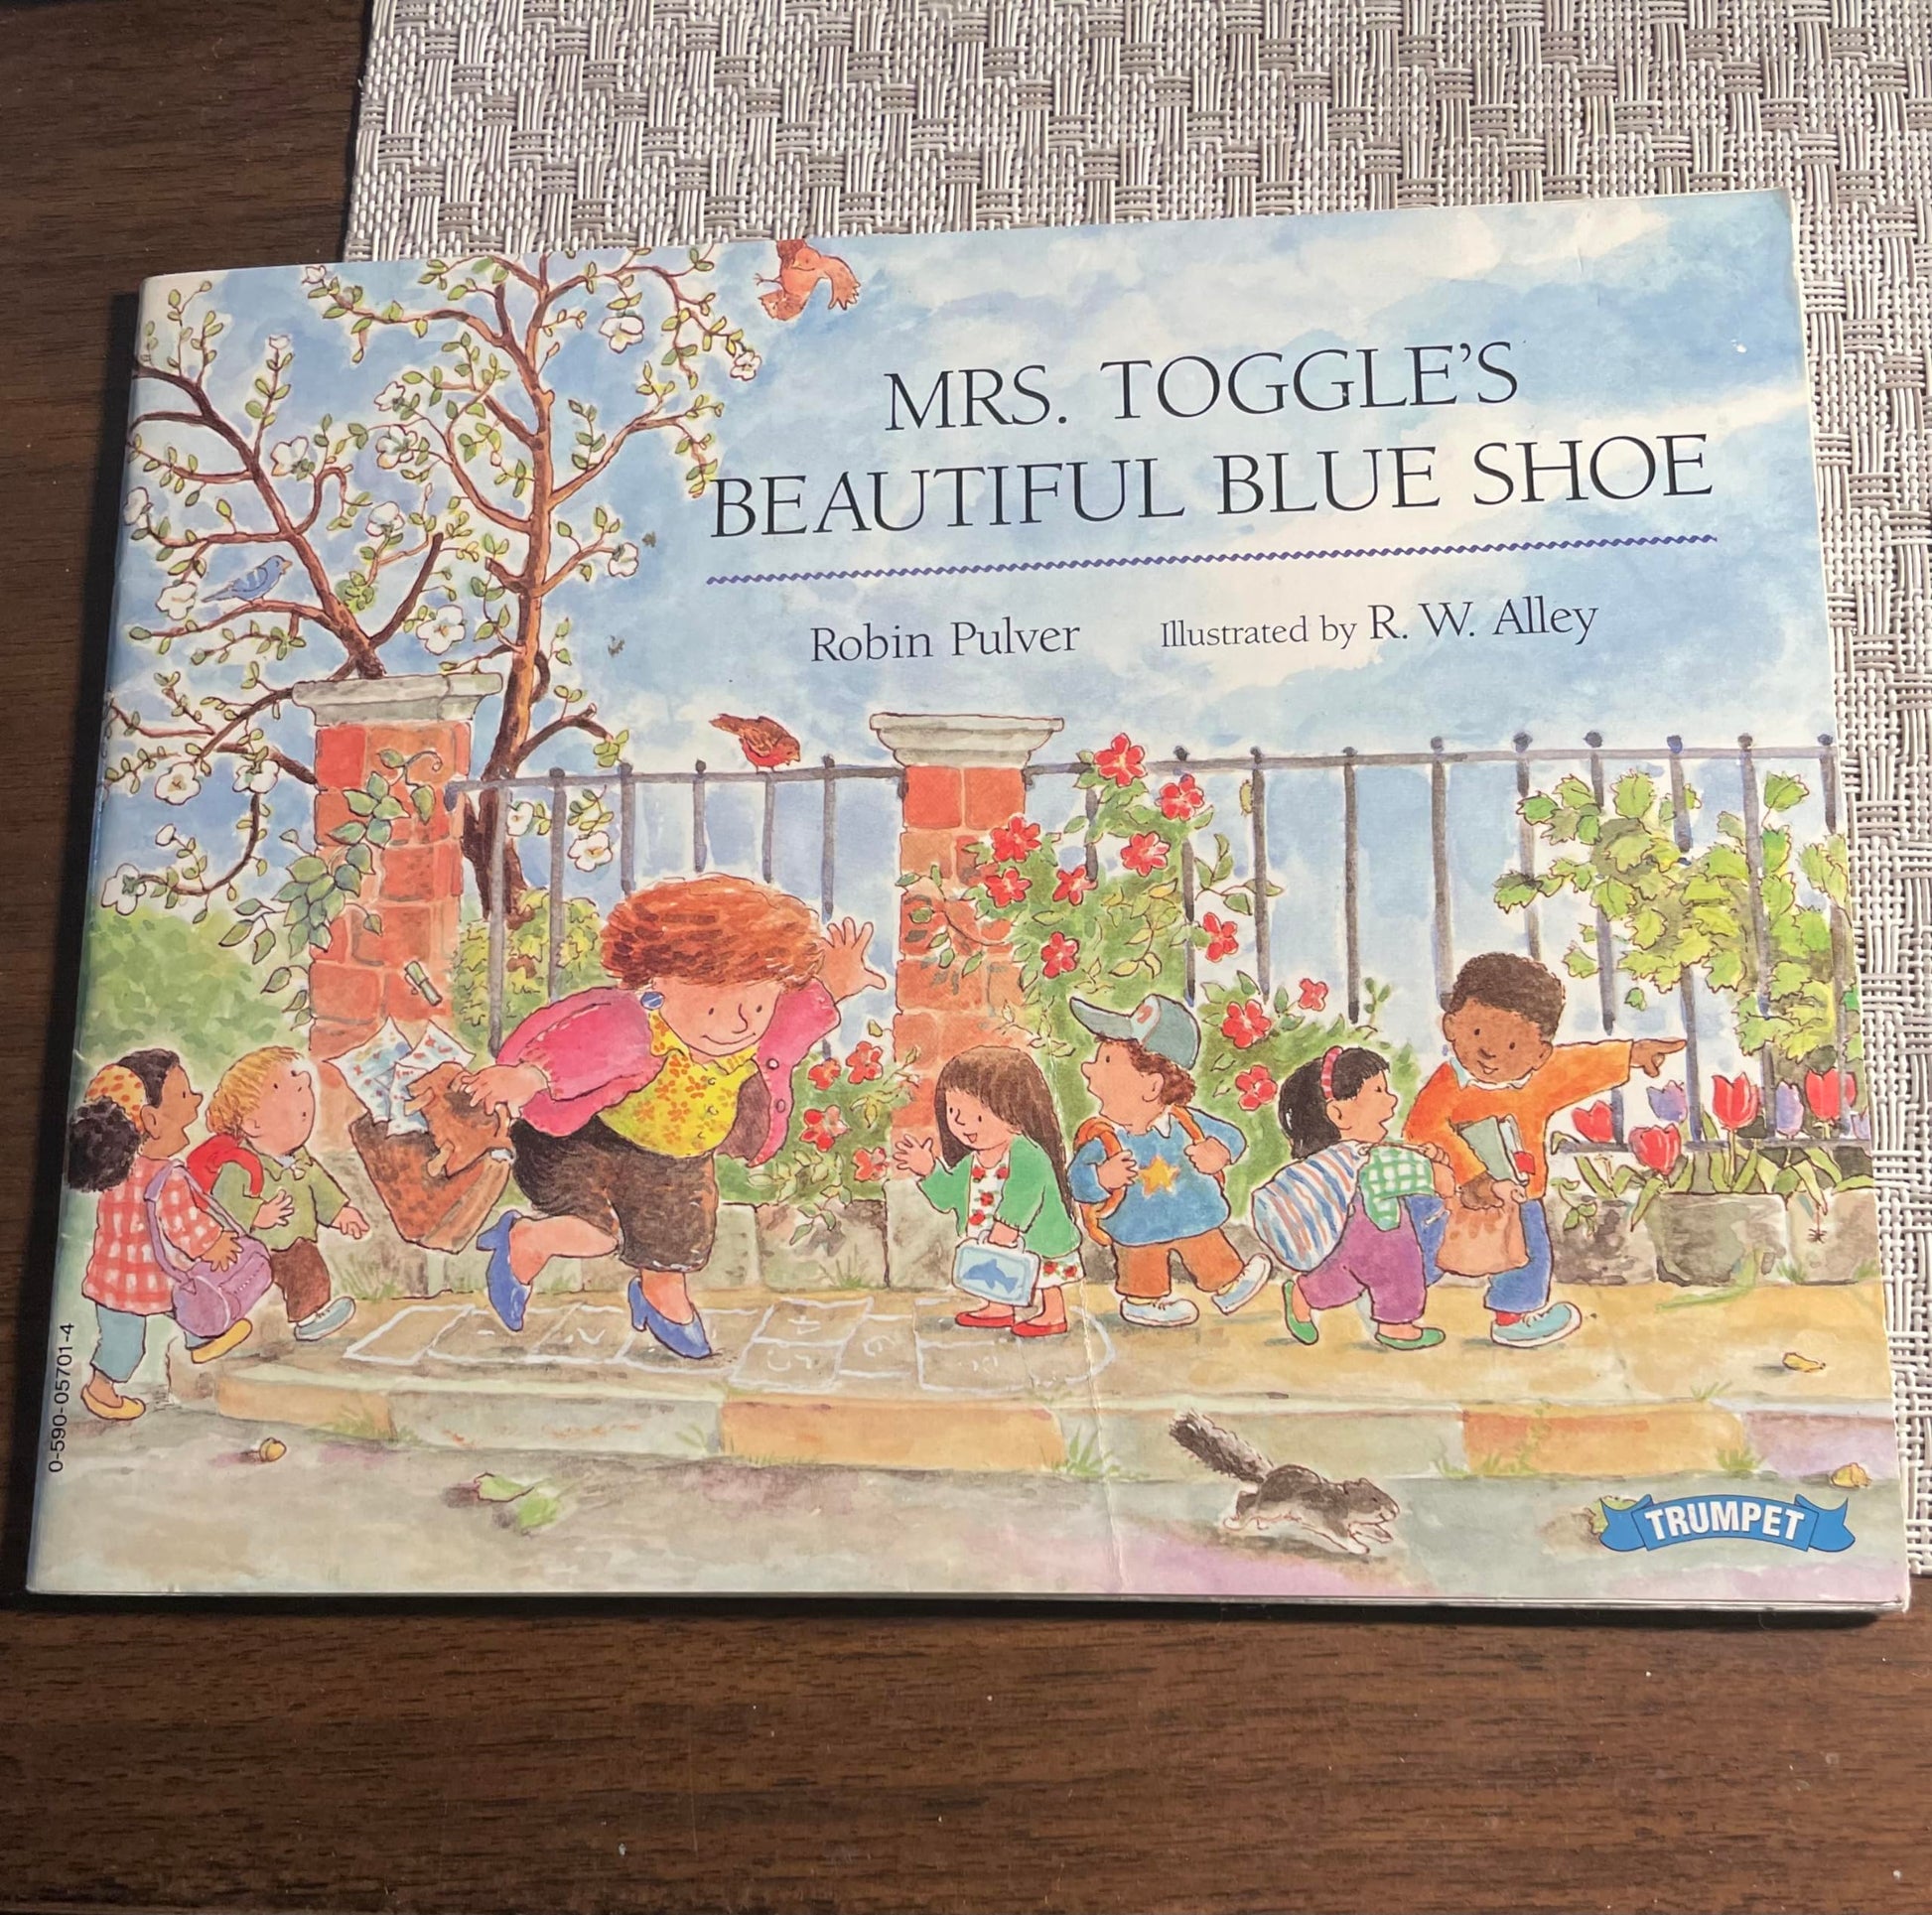 MRS. TOGGLE'S
BEAUTIFUL BLUE SHOE
Robin Pulver Illustrated by R. W. Alley
0-590-05701-4
TRUMPET